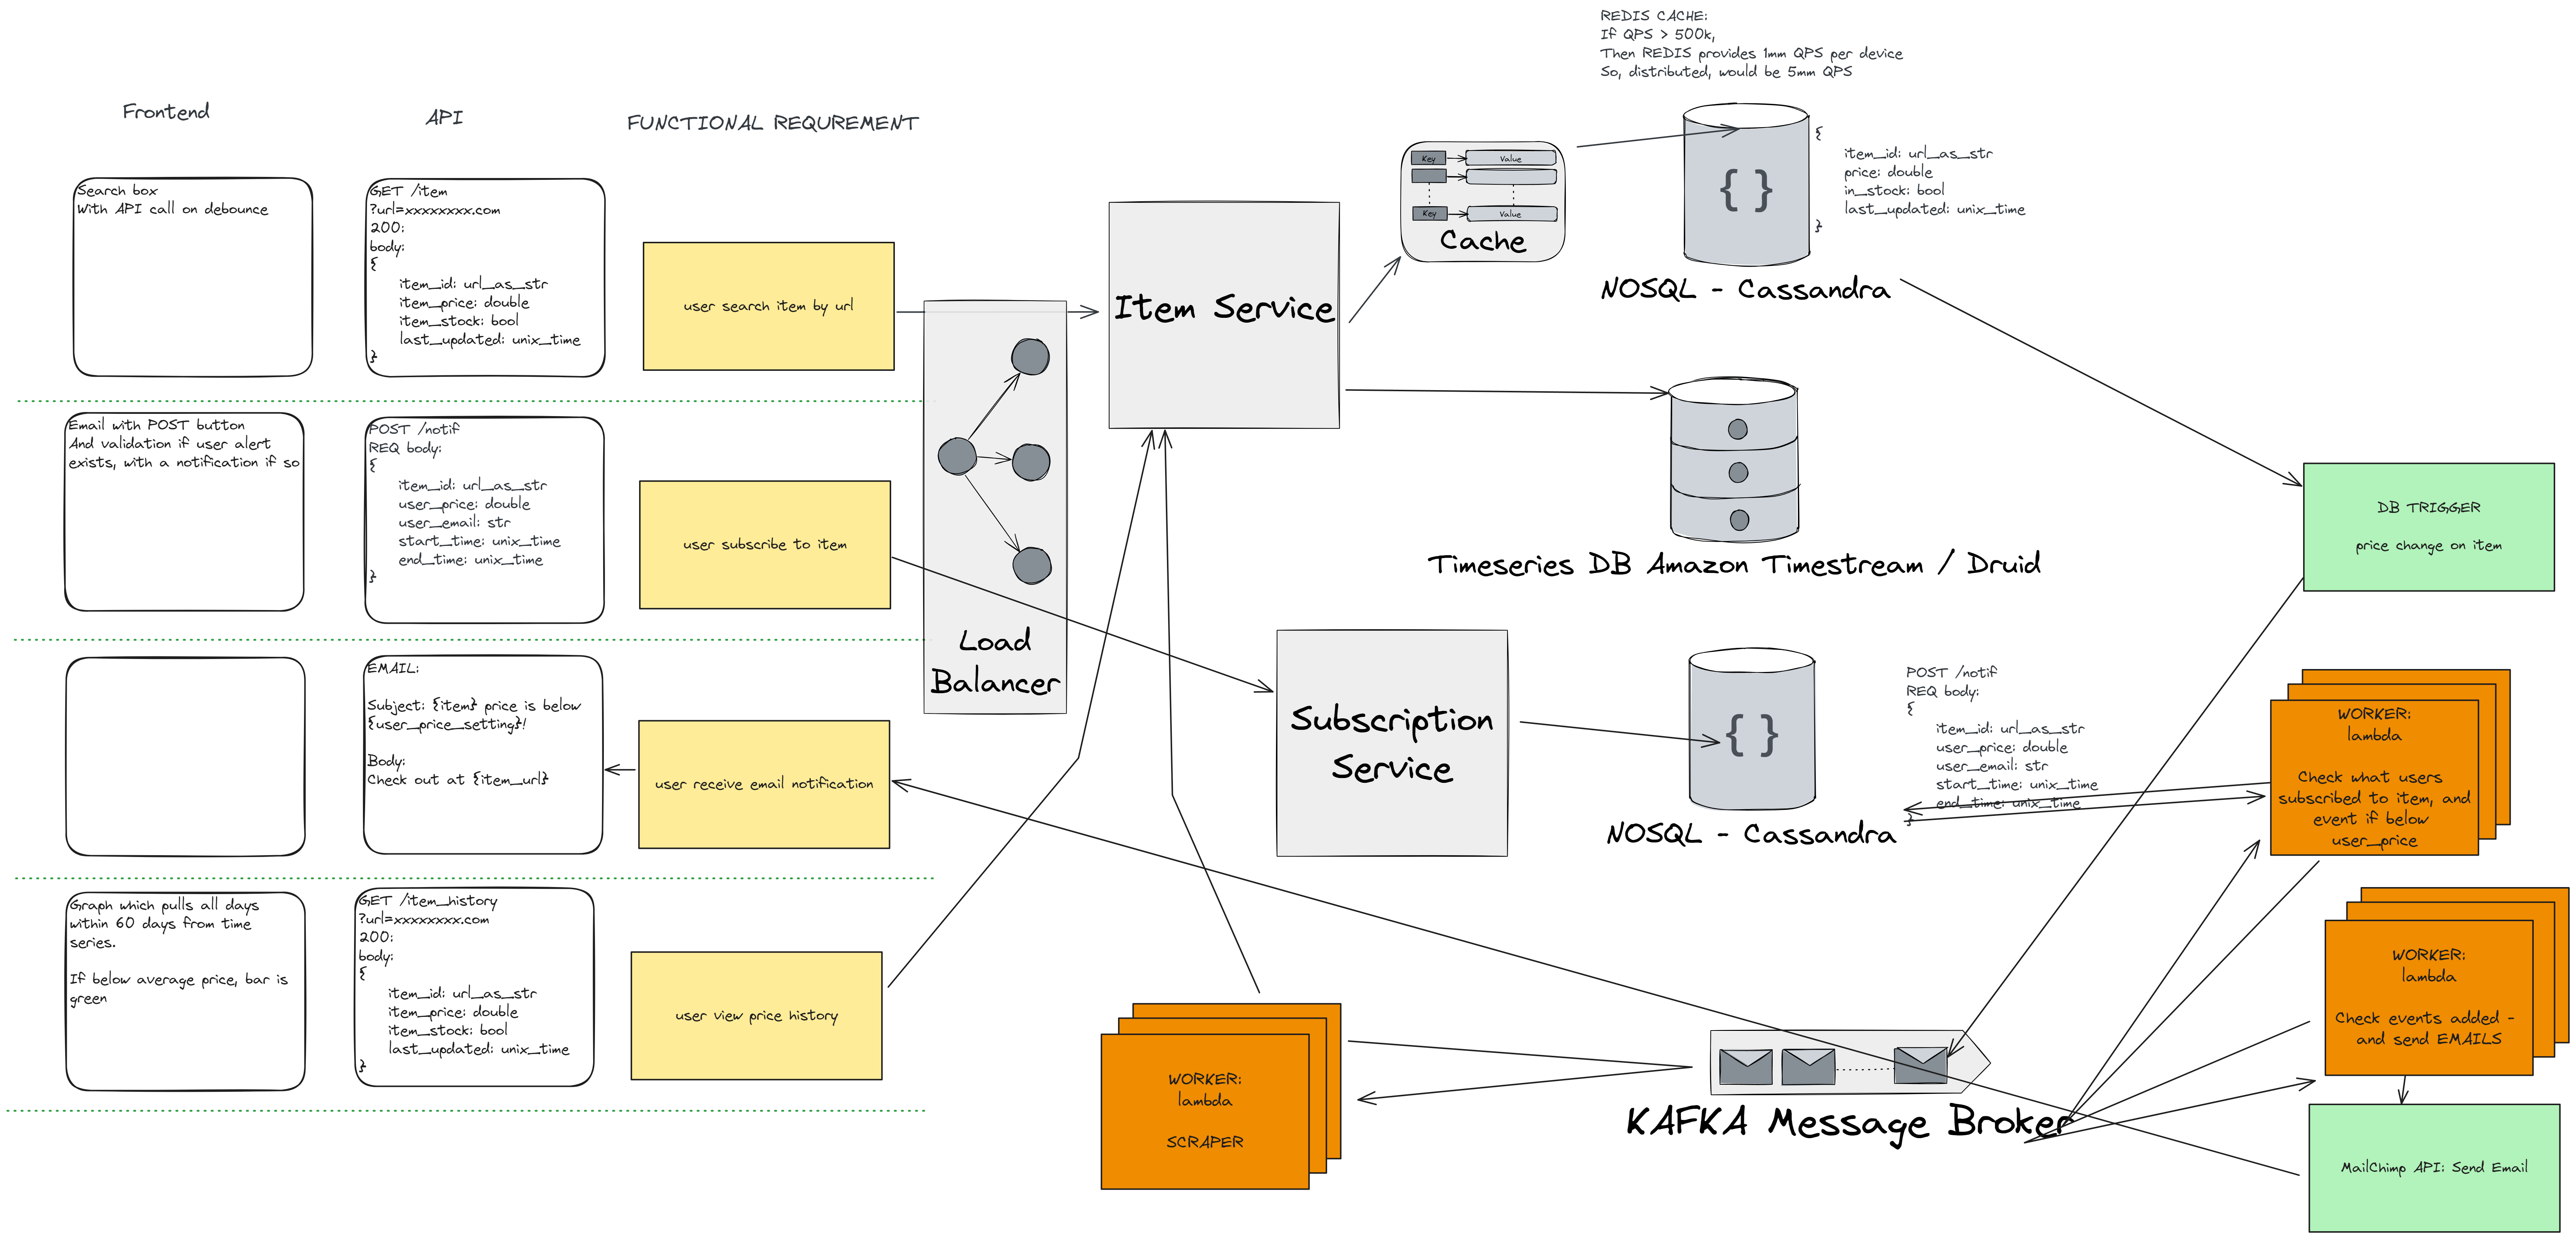 REDIS CACHE:
If QPS > 500k,
Then REDIS provides 1mm QPS per device
So, distributed, would be 5mm QPS
Frontend
API
FUNCTIONAL REQUREMENT
Search box
With API call on debounce
GET /item
?url=xxxxxxxx.com
200:
body:
{
item_id: url_as_str
item_price: double
item_stock: bool
last_updated: unix_time
}
user search item by url
Item Service
Key
Value
Key
Value
Cache
{ }
{
item_id: url_as_str
price: double
in_stock: bool
last_updated: unix_time
}
NOSQL - Cassandra
Email with POST button
And validation if user alert
exists, with a notification if so
POST /notif
REQ body:
{
item_id: url_as_str
user_price: double
user_email: str
start_time: unix_time
end_time: unix_time
}
user subscribe to item
Load
Balancer
Timeseries DB Amazon Timestream / Druid
DB TRIGGER
price change on item
EMAIL:
Subject: {item} price is below
{user_price_setting}!
Body:
Check out at {item_url}
user receive email notification
Subscription
Service
{ }
NOSQL - Cassandra
POST /notif
REQ body:
{
item_id: url_as_str
user_price: double
user_email: str
start_time: unix_time
end_time: unix_time
}
WORKER:
lambda
Check what users
subscribed to item, and
event if below
user_price
Graph which pulls all days
within 60 days from time
series.
If below average price, bar is
green
GET /item_history
?url=xxxxxxxx.com
200:
body:
{
item_id: url_as_str
item_price: double
item_stock: bool
last_updated: unix_time
}
user view price history
WORKER:
lambda
SCRAPER
KAFKA Message Broker
WORKER:
lambda
Check events added -
and send EMAILS
MailChimp API: Send Email